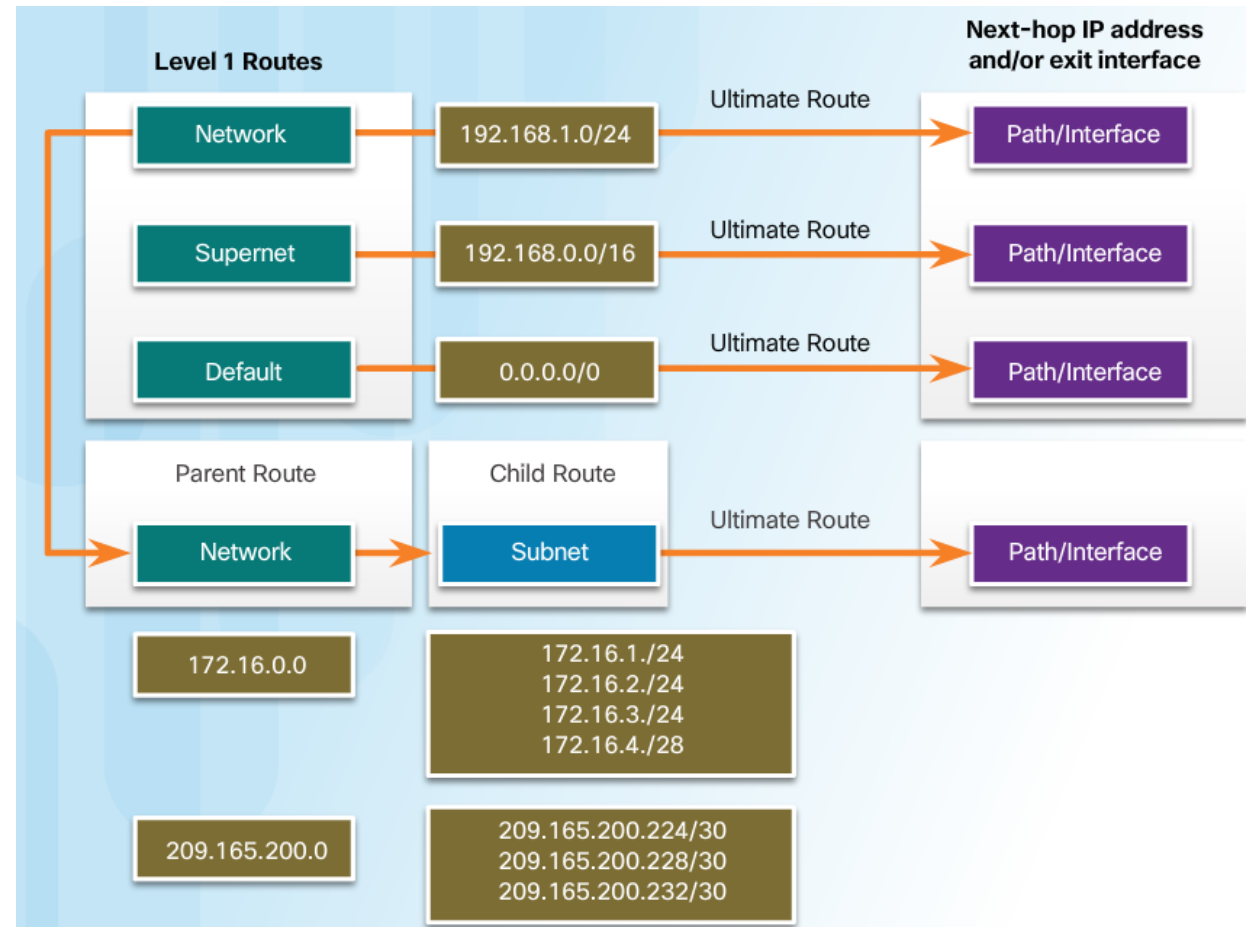 Level 1 Routes
Next-hop IP address
and/or exit interface
Network
192.168.1.0/24
Ultimate Route
Path/Interface
Supernet
192.168.0.0/16
Ultimate Route
Path/Interface
Default
0.0.0.0/0
Ultimate Route
Path/Interface
Parent Route
Child Route
Network
Subnet
Ultimate Route
Path/Interface
172.16.0.0
172.16.1./24
172.16.2./24
172.16.3./24
172.16.4./28
209.165.200.0
209.165.200.224/30
209.165.200.228/30
209.165.200.232/30